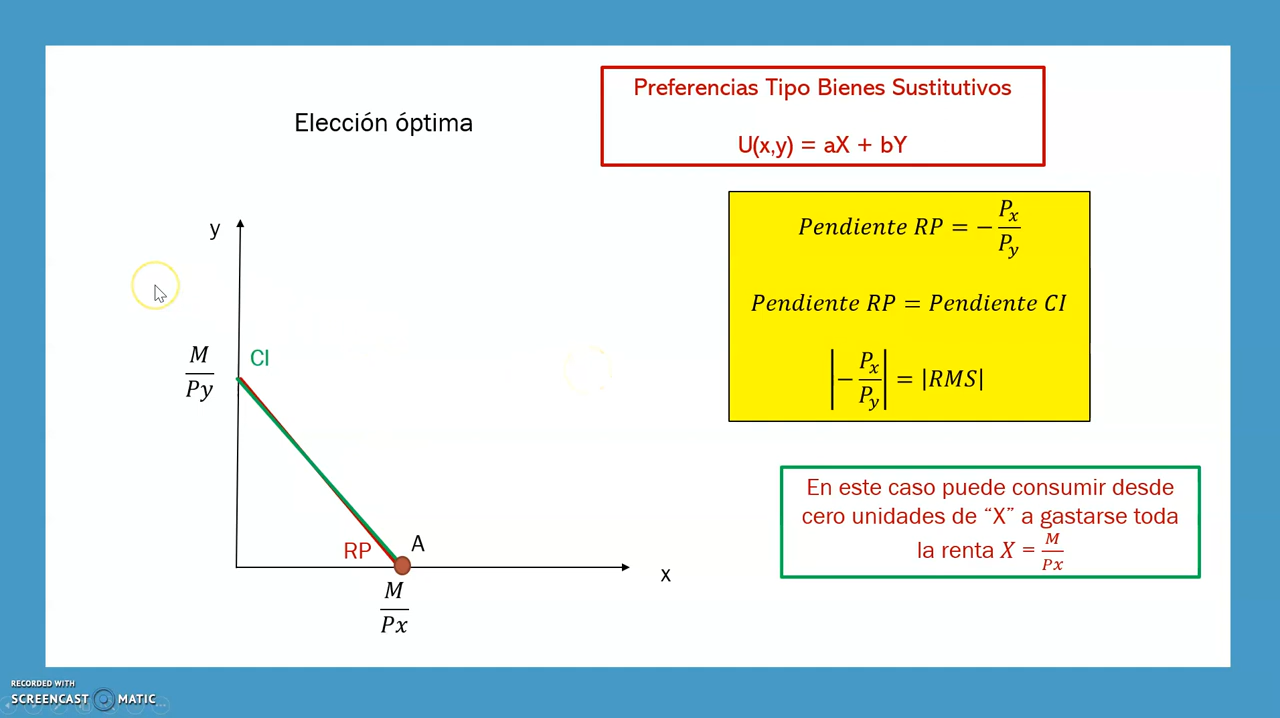 Elección óptima
Preferencias Tipo Bienes Sustitutivos
U(x,y) = aX + bY
Pendiente RP = − Px/Py
Pendiente RP = Pendiente CI
|− Px/Py| = |RMS|
y
M/Py
CI
RP
A
M/Px
x
En este caso puede consumir desde
cero unidades de “X” a gastarse toda
la renta X = M/Px
RECORDED WITH
SCREENCAST MATIC